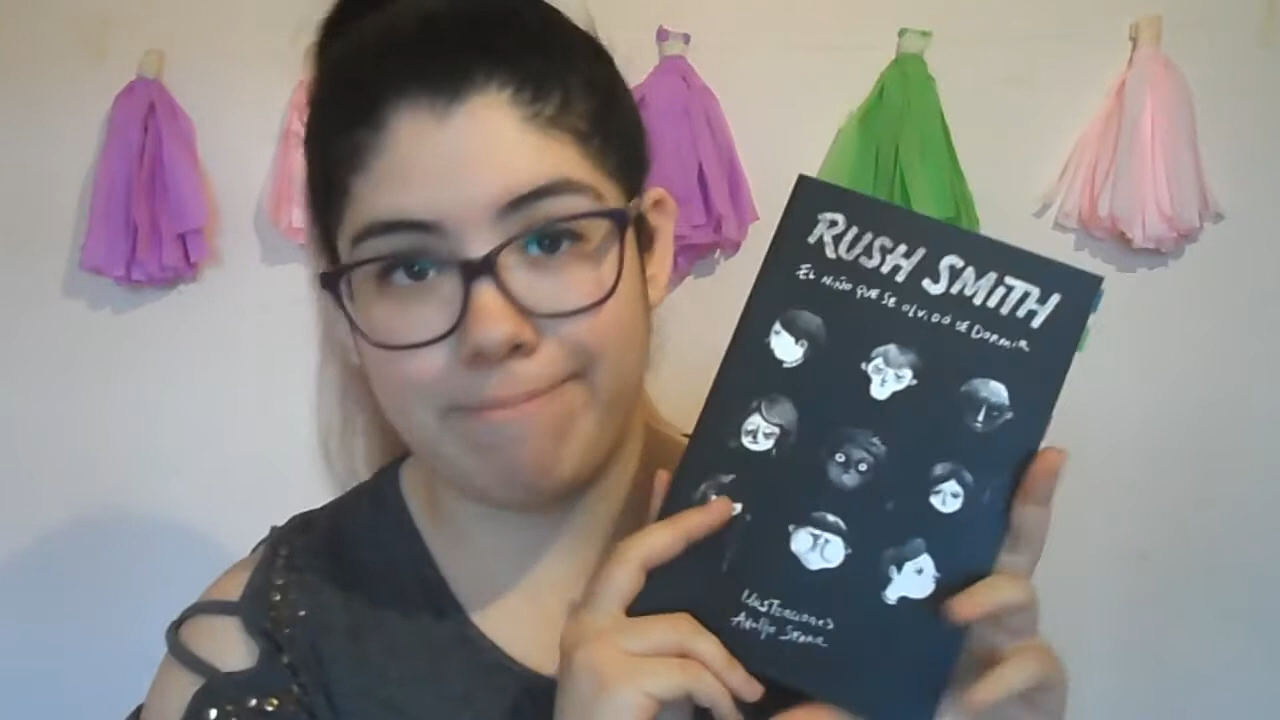 RUSH SMITH
EL NIÑO QUE SE OLVIDÓ DE DORMIR
Ilustraciones
Adolfo Serra